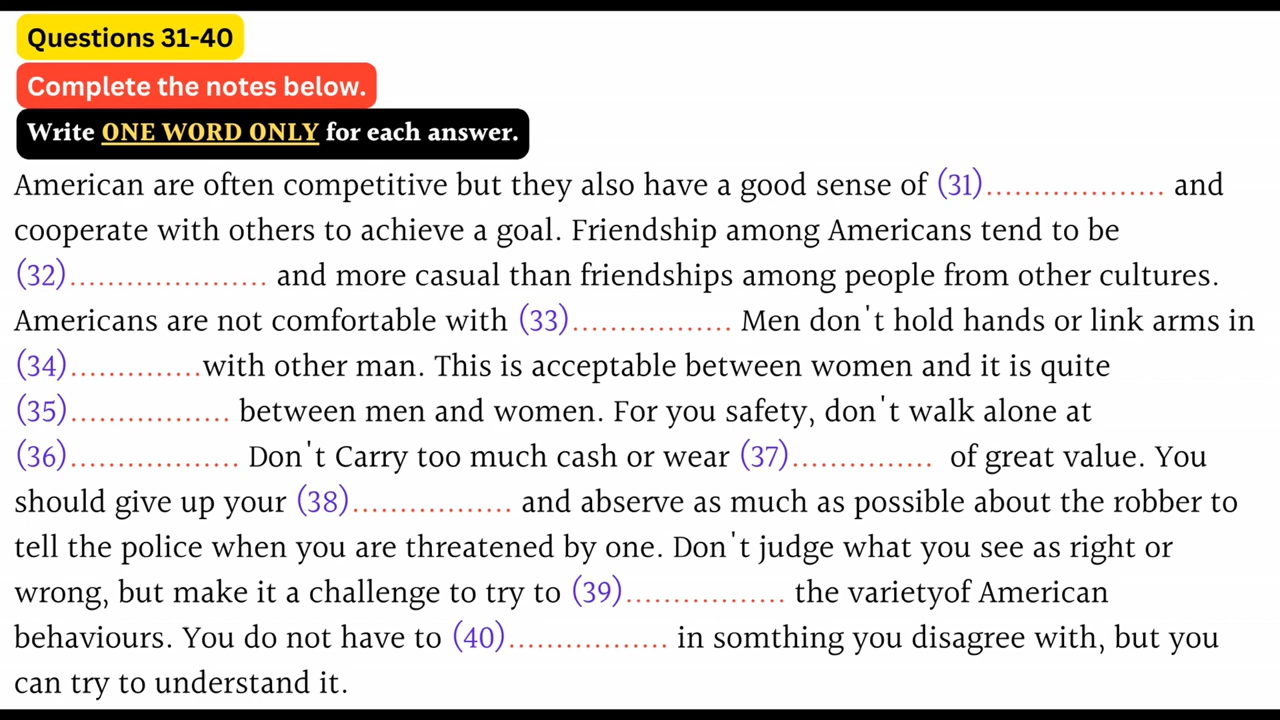 Questions 31-40
Complete the notes below.
Write ONE WORD ONLY for each answer.
American are often competitive but they also have a good sense of (31)................... and
cooperate with others to achieve a goal. Friendship among Americans tend to be
(32)..................... and more casual than friendships among people from other cultures.
Americans are not comfortable with (33)................. Men don't hold hands or link arms in
(34)..............with other man. This is acceptable between women and it is quite
(35)................. between men and women. For you safety, don't walk alone at
(36).................. Don't Carry too much cash or wear (37)............... of great value. You
should give up your (38)................. and abserve as much as possible about the robber to
tell the police when you are threatened by one. Don't judge what you see as right or
wrong, but make it a challenge to try to (39)................. the varietyof American
behaviours. You do not have to (40)................. in somthing you disagree with, but you
can try to understand it.